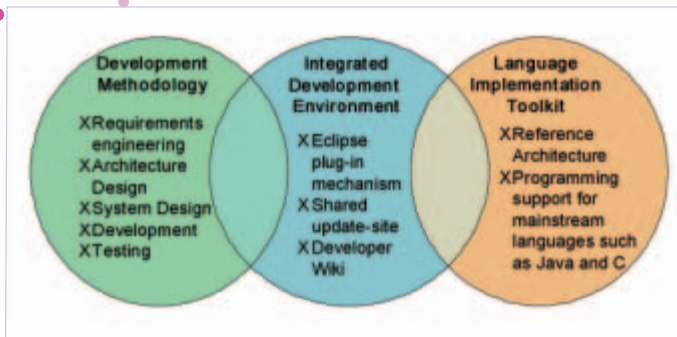 Development
Methodology
XRequirements
engineering
XArchitecture
Design
XSystem Design
XDevelopment
XTesting
Integrated
Development
Environment
XEclipse
plug-in
mechanism
XShared
update-site
XDeveloper
Wiki
Language
Implementation
Toolkit
XReference
Architecture
XProgramming
support for
mainstream
languages such
as Java and C